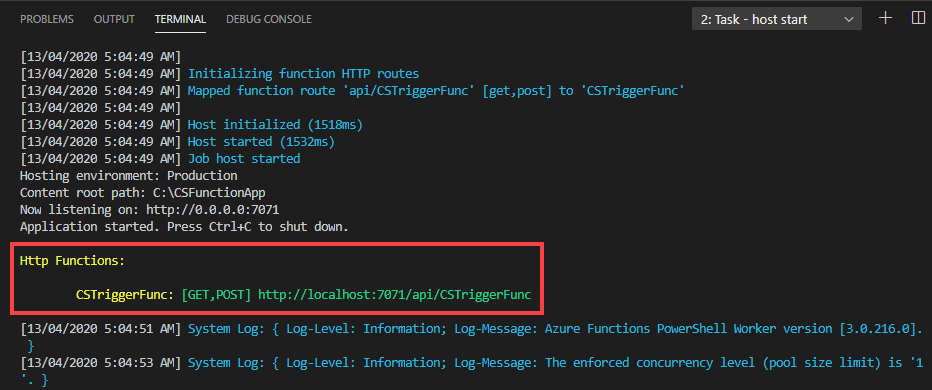 PROBLEMS OUTPUT TERMINAL DEBUG CONSOLE 2: Task - host start
[13/04/2020 5:04:49 AM]
[13/04/2020 5:04:49 AM] Initializing function HTTP routes
[13/04/2020 5:04:49 AM] Mapped function route 'api/CSTriggerFunc' [get,post] to 'CSTriggerFunc'
[13/04/2020 5:04:49 AM]
[13/04/2020 5:04:49 AM] Host initialized (1518ms)
[13/04/2020 5:04:49 AM] Host started (1532ms)
[13/04/2020 5:04:49 AM] Job host started
Hosting environment: Production
Content root path: C:\CSFunctionApp
Now listening on: http://0.0.0.0:7071
Application started. Press Ctrl+C to shut down.
Http Functions:
CSTriggerFunc: [GET,POST] http://localhost:7071/api/CSTriggerFunc
[13/04/2020 5:04:51 AM] System Log: { Log-Level: Information; Log-Message: Azure Functions PowerShell Worker version [3.0.216.0].
}
[13/04/2020 5:04:53 AM] System Log: { Log-Level: Information; Log-Message: The enforced concurrency level (pool size limit) is '1
'. }